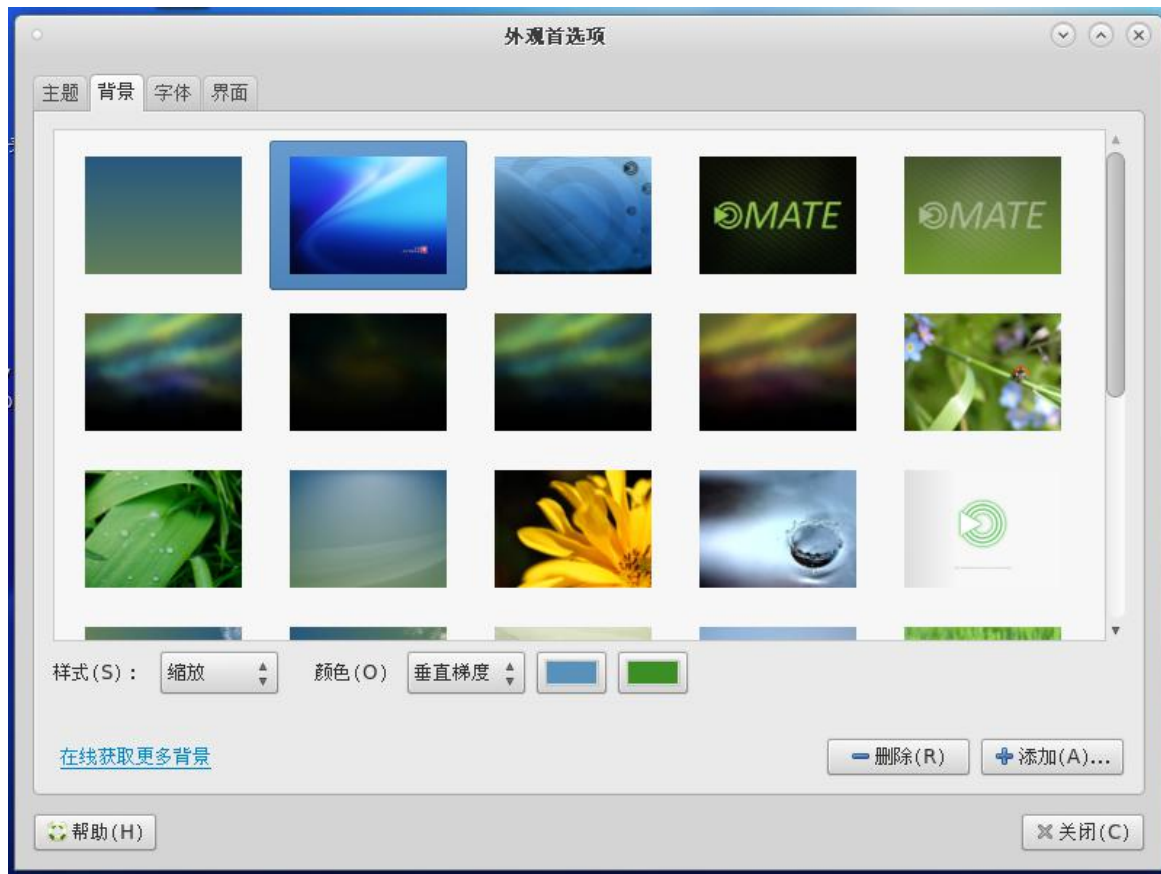 外观首选项
主题 背景 字体 界面
MATE MATE
样式(S)： 缩放 颜色(O) 垂直梯度
在线获取更多背景 删除(R) 添加(A)...
帮助(H) 关闭(C)